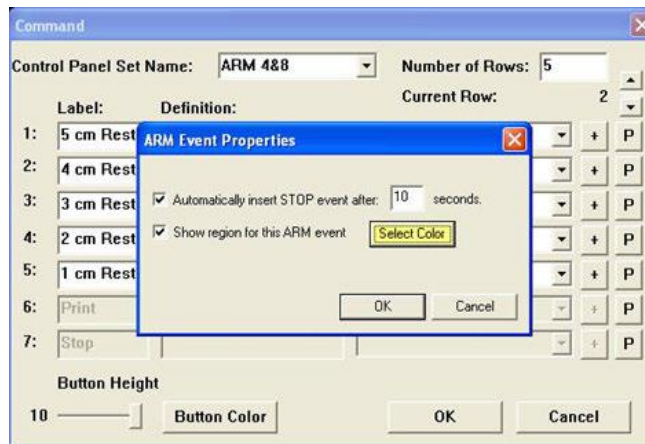 Command
Control Panel Set Name: ARM 4&8 Number of Rows: 5
Current Row: 2
Label: Definition:
1: 5 cm Rest + P
2: 4 cm Rest + P
3: 3 cm Rest + P
4: 2 cm Rest + P
5: 1 cm Rest + P
6: Print + P
7: Stop + P
ARM Event Properties
Automatically insert STOP event after: 10 seconds.
Show region for this ARM event Select Color
OK Cancel
Button Height
10 Button Color OK Cancel